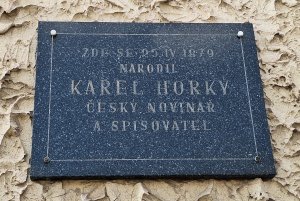 ZDE SE 25 IV 1879
NARODIL
KAREL HORKÝ
ČESKÝ NOVINÁŘ
A SPISOVATEL